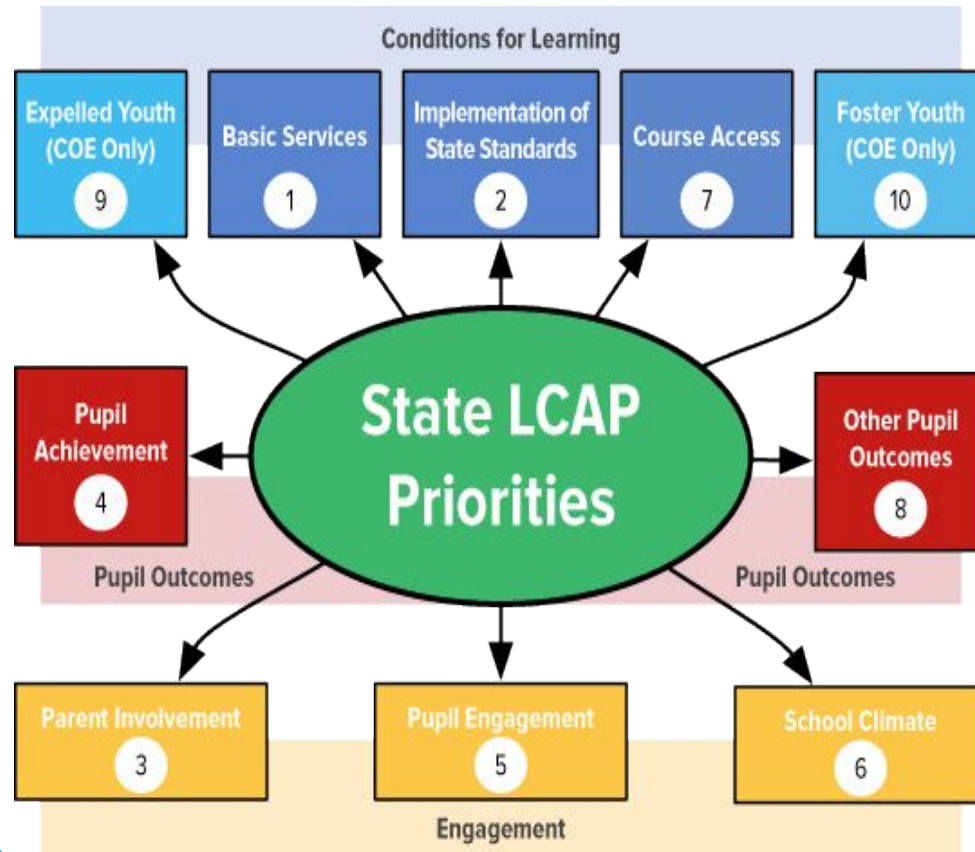 Conditions for Learning
Expelled Youth
(COE Only)
9
Basic Services
1
Implementation of
State Standards
2
Course Access
7
Foster Youth
(COE Only)
10
State LCAP
Priorities
Pupil
Achievement
4
Other Pupil
Outcomes
8
Pupil Outcomes
Pupil Outcomes
Parent Involvement
3
Pupil Engagement
5
School Climate
6
Engagement